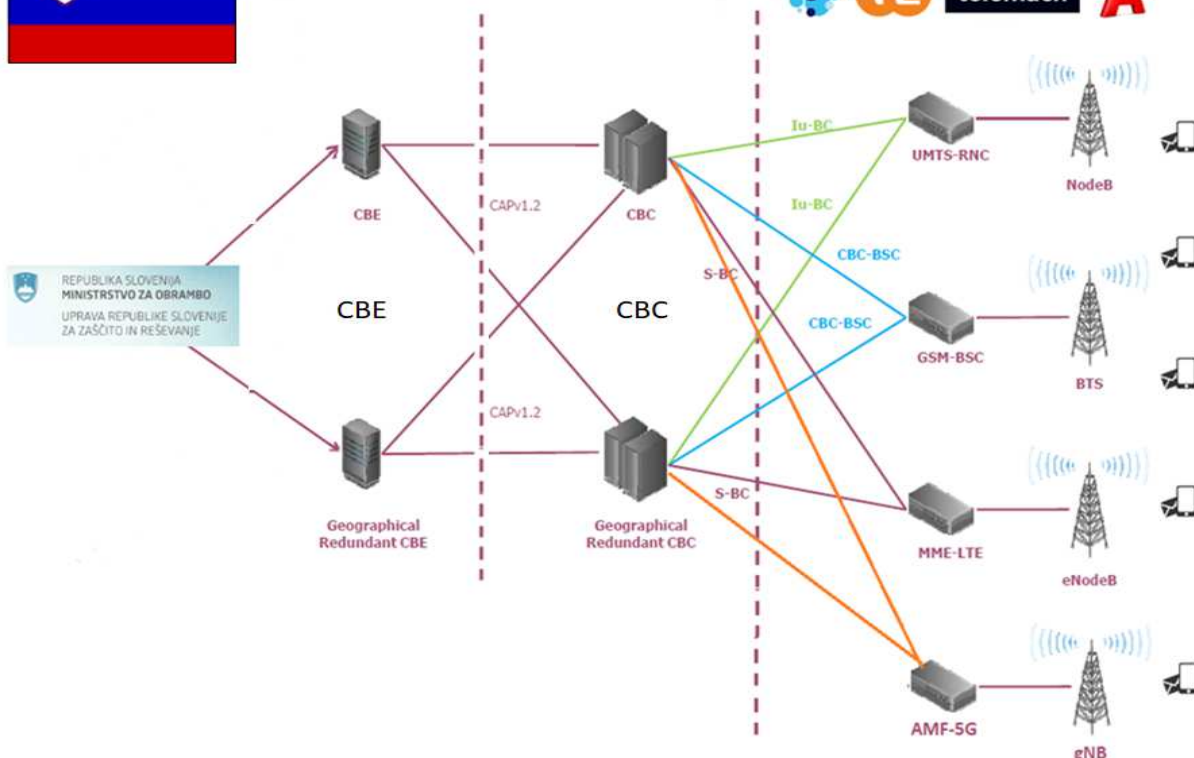 Iu-BC
UMTS-RNC
NodeB
CBE
CAPv1.2
CBC
Iu-BC
CBC-BSC
S-BC
REPUBLIKA SLOVENIJA
MINISTRSTVO ZA OBRAMBO
UPRAVA REPUBLIKE SLOVENIJE
ZA ZAŠČITO IN REŠEVANJE
CBE
CBC
CBC-BSC
GSM-BSC
BTS
CAPv1.2
S-BC
Geographical
Redundant CBE
Geographical
Redundant CBC
MME-LTE
eNodeB
AMF-5G
gNB